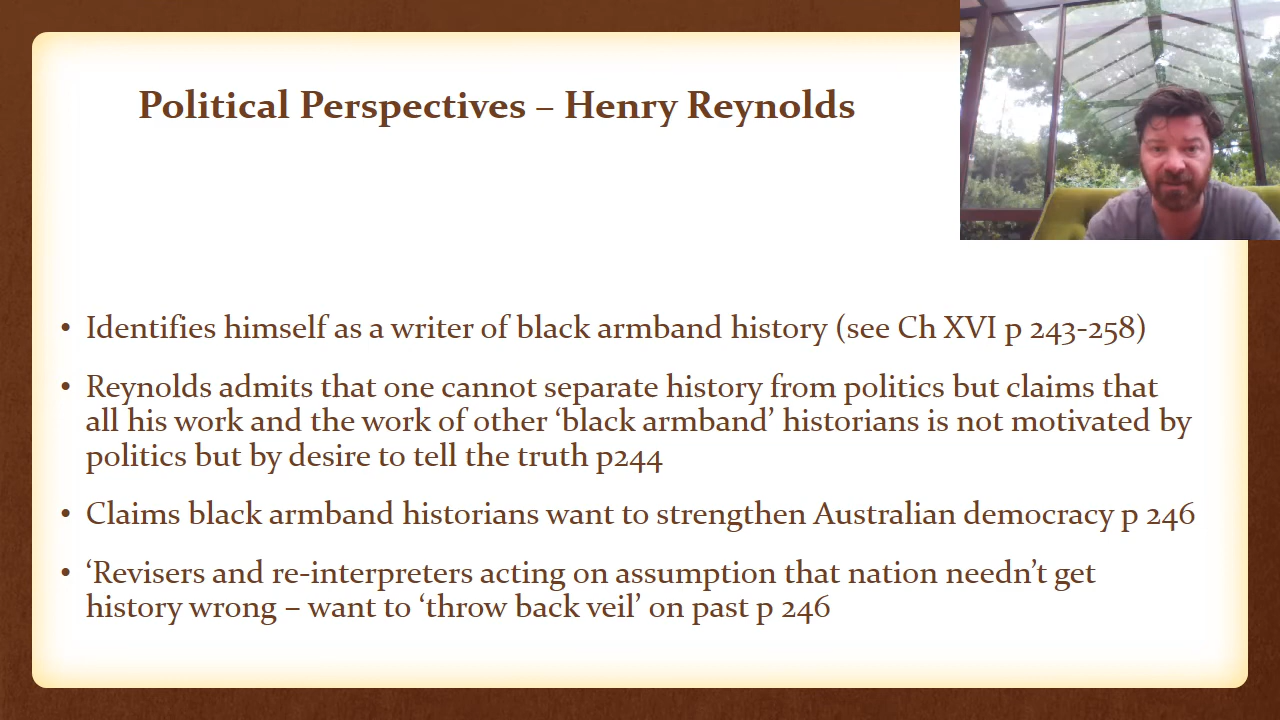 Political Perspectives – Henry Reynolds
• Identifies himself as a writer of black armband history (see Ch XVI p 243-258)
• Reynolds admits that one cannot separate history from politics but claims that
all his work and the work of other ‘black armband’ historians is not motivated by
politics but by desire to tell the truth p244
• Claims black armband historians want to strengthen Australian democracy p 246
• ‘Revisers and re-interpreters acting on assumption that nation needn’t get
history wrong – want to ‘throw back veil’ on past p 246